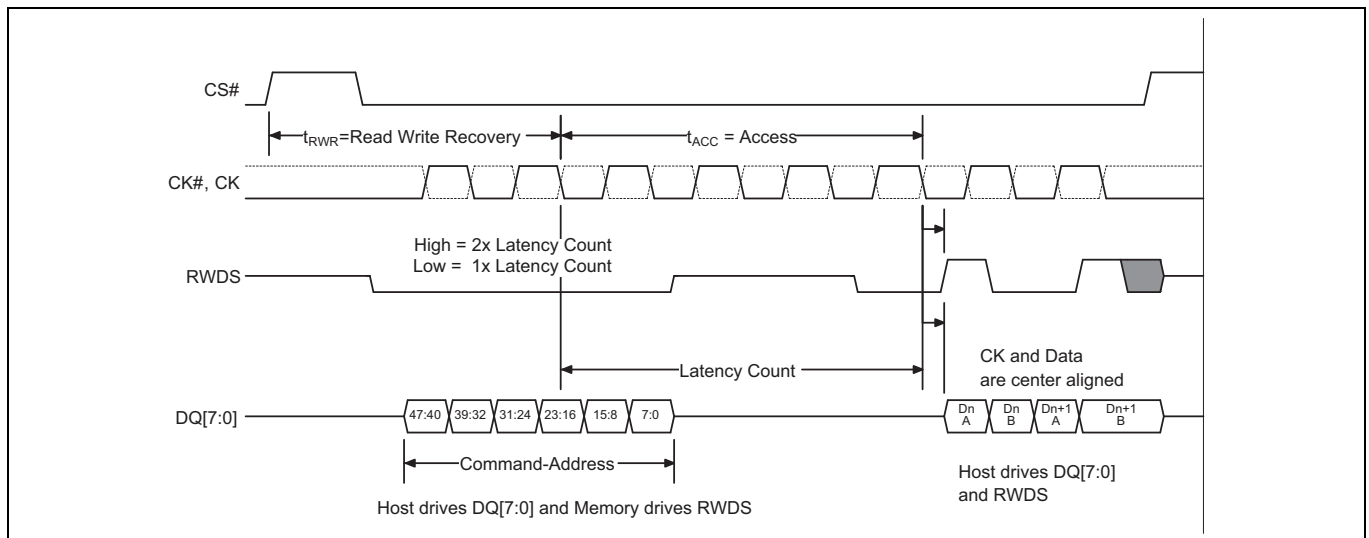 CS#
tRWR=Read Write Recovery
tACC = Access
CK#, CK
High = 2x Latency Count
Low = 1x Latency Count
RWDS
Latency Count
CK and Data
are center aligned
DQ[7:0]
47:40 39:32 31:24 23:16 15:8 7:0
Dn Dn Dn+1 Dn+1
A B A B
Command-Address
Host drives DQ[7:0]
and RWDS
Host drives DQ[7:0] and Memory drives RWDS